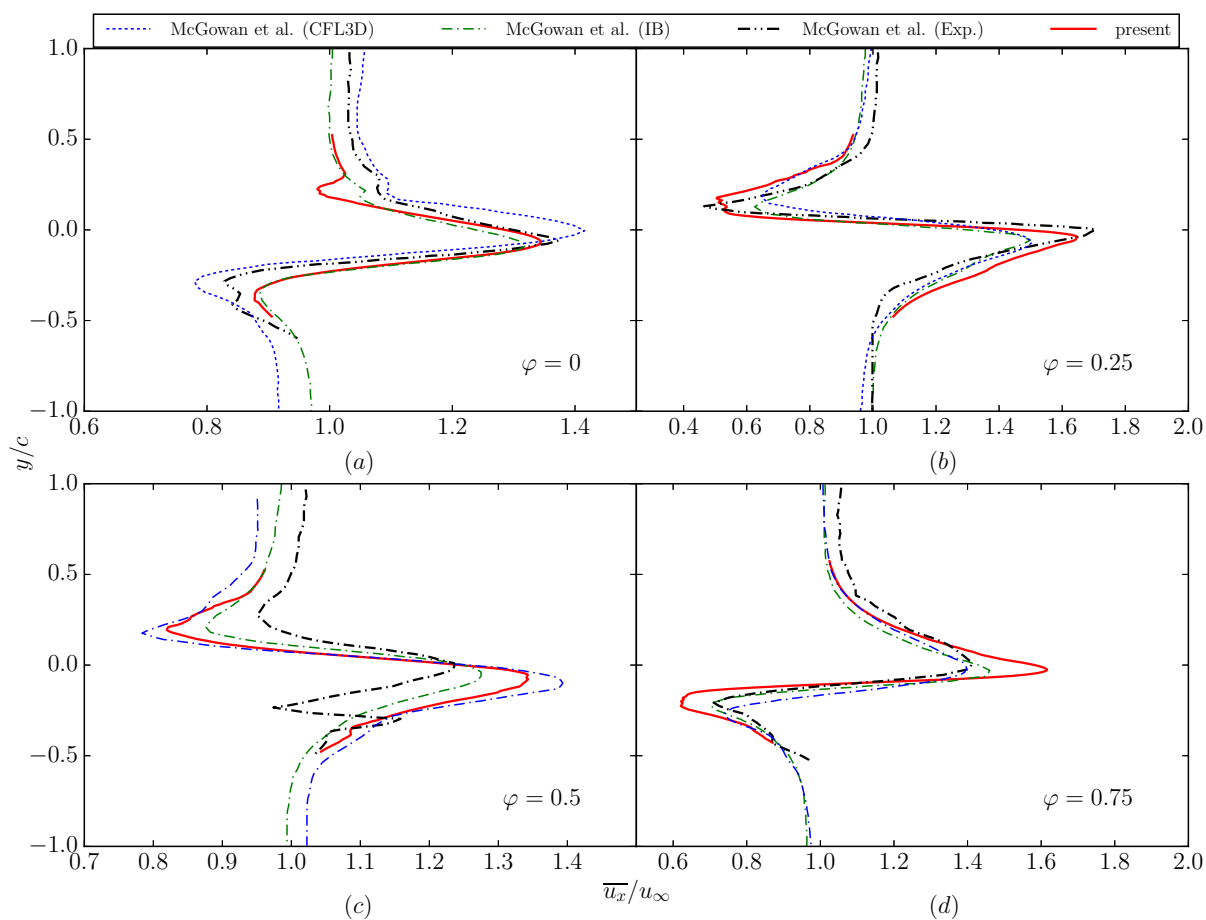 McGowan et al. (CFL3D) McGowan et al. (IB) McGowan et al. (Exp.) present
1.0
0.5
0.0
−0.5
−1.0
0.6 0.8 1.0 1.2 1.4
φ = 0
(a)
0.4 0.6 0.8 1.0 1.2 1.4 1.6 1.8 2.0
φ = 0.25
(b)
y/c
1.0
0.5
0.0
−0.5
−1.0
0.7 0.8 0.9 1.0 1.1 1.2 1.3 1.4
φ = 0.5
(c)
0.6 0.8 1.0 1.2 1.4 1.6 1.8 2.0
φ = 0.75
(d)
u̅ₓ/u∞